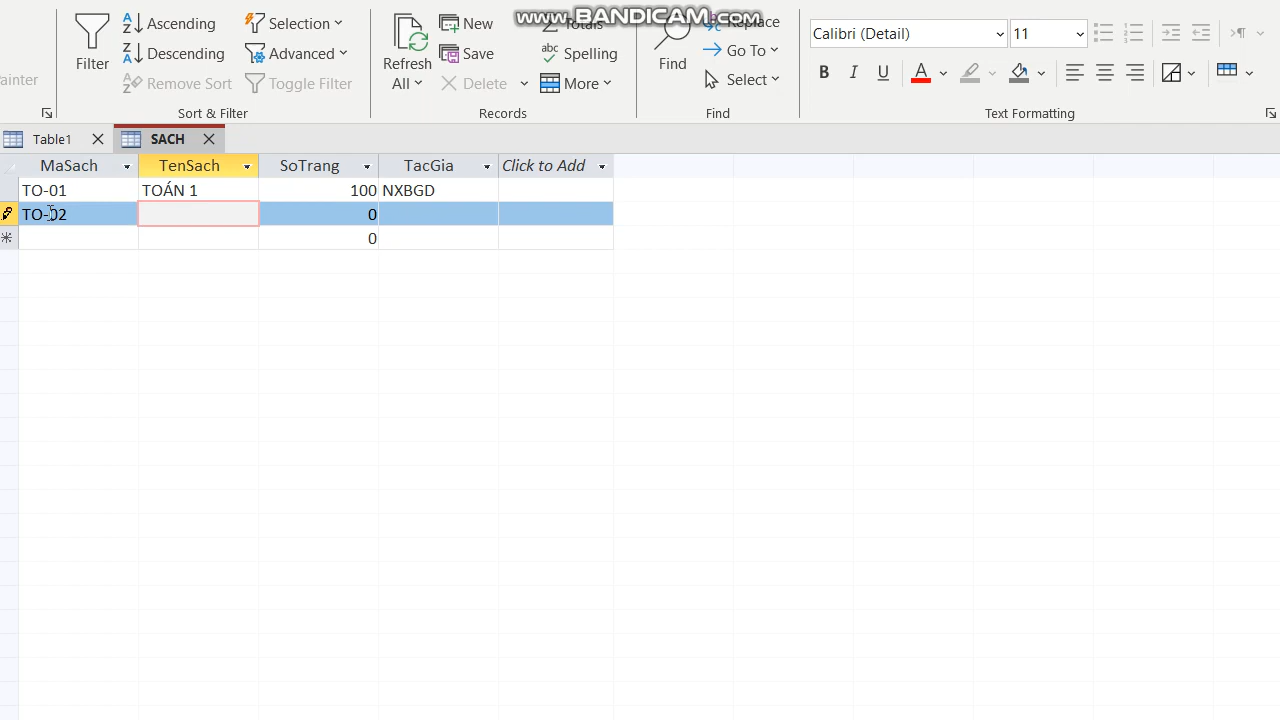 www.BANDICAM.com
Ascending
Selection
New
Totals
Replace
Calibri (Detail)
11
Descending
Advanced
Save
Spelling
Go To
ainter
Filter
Remove Sort
Toggle Filter
Refresh
All
Delete
More
Find
Select
B I U A
Sort & Filter
Records
Find
Text Formatting
Table1
SACH
MaSach TenSach SoTrang TacGia Click to Add
TO-01 TOÁN 1 100 NXBGD
TO-02 0
0